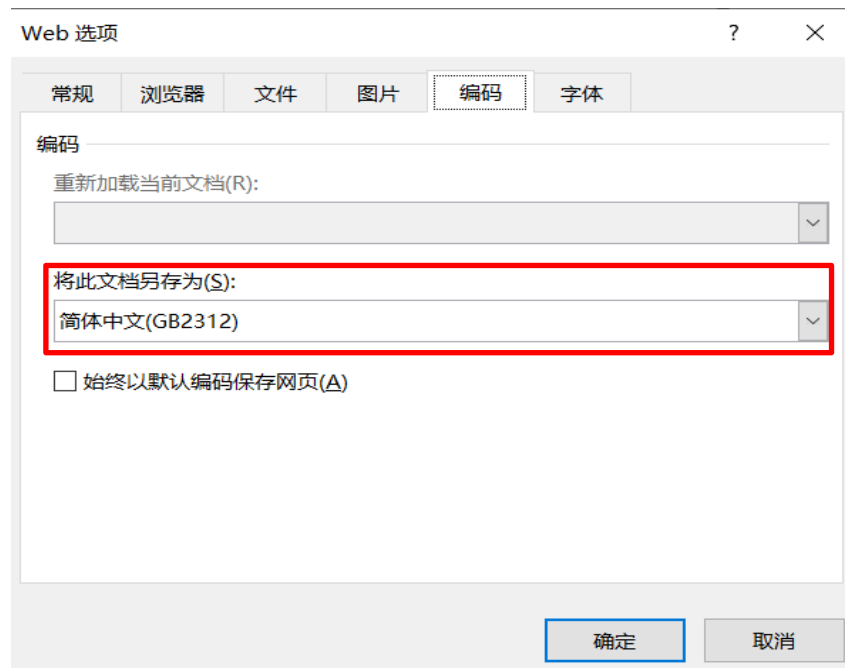 Web 选项
常规 浏览器 文件 图片 编码 字体
编码
重新加载当前文档(R):
将此文档另存为(S):
简体中文(GB2312)
始终以默认编码保存网页(A)
确定 取消